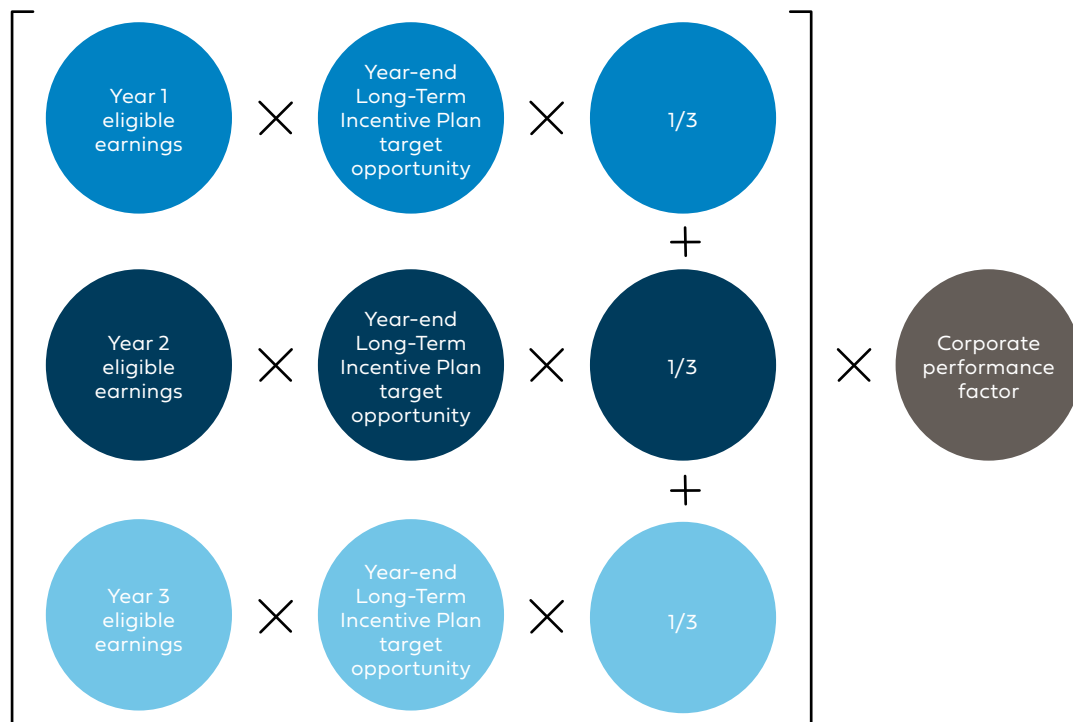 Year 1
eligible
earnings
×
Year-end
Long-Term
Incentive Plan
target
opportunity
×
1/3
+
Year 2
eligible
earnings
×
Year-end
Long-Term
Incentive Plan
target
opportunity
×
1/3
×
Corporate
performance
factor
+
Year 3
eligible
earnings
×
Year-end
Long-Term
Incentive Plan
target
opportunity
×
1/3